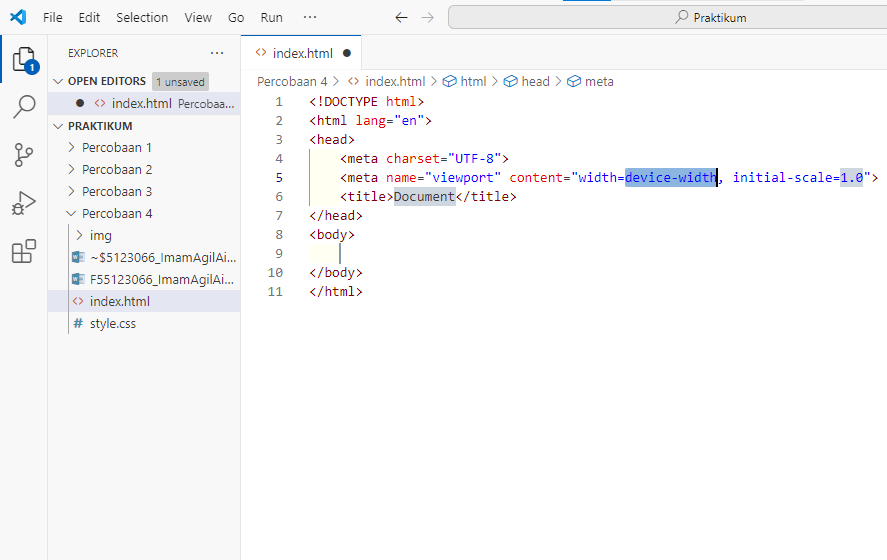 File Edit Selection View Go Run ··· ← → Praktikum
EXPLORER ···
index.html ●
OPEN EDITORS 1 unsaved
● <> index.html Percobaa...
PRAKTIKUM
Percobaan 1
Percobaan 2
Percobaan 3
Percobaan 4
img
~$5123066_ImamAgilAi...
F55123066_ImamAgilAi...
index.html
# style.css
1
Percobaan 4 > <> index.html > html > head > meta
1 <!DOCTYPE html>
2 <html lang="en">
3 <head>
4 <meta charset="UTF-8">
5 <meta name="viewport" content="width=device-width, initial-scale=1.0">
6 <title>Document</title>
7 </head>
8 <body>
9
10 </body>
11 </html>